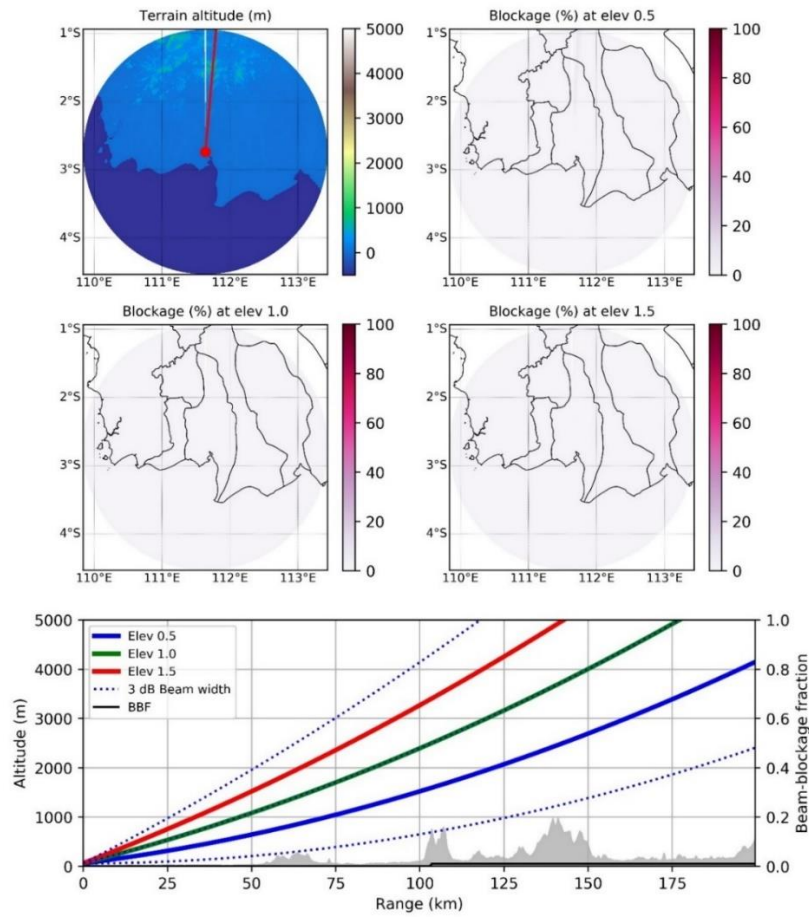 Terrain altitude (m)
1°S
2°S
3°S
4°S
110°E 111°E 112°E 113°E
5000
4000
3000
2000
1000
0
Blockage (%) at elev 0.5
1°S
2°S
3°S
4°S
110°E 111°E 112°E 113°E
100
80
60
40
20
0
Blockage (%) at elev 1.0
1°S
2°S
3°S
4°S
110°E 111°E 112°E 113°E
100
80
60
40
20
0
Blockage (%) at elev 1.5
1°S
2°S
3°S
4°S
110°E 111°E 112°E 113°E
100
80
60
40
20
0
Altitude (m)
5000
4000
3000
2000
1000
0
Elev 0.5
Elev 1.0
Elev 1.5
3 dB Beam width
BBF
1.0
0.8
0.6
0.4
0.2
0.0
Beam-blockage fraction
0 25 50 75 100 125 150 175
Range (km)